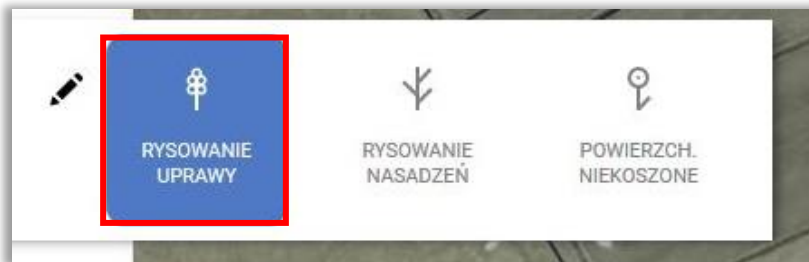 RYSOWANIE
UPRAWY
RYSOWANIE
NASADZEŃ
POWIERZCH.
NIEKOSZONE